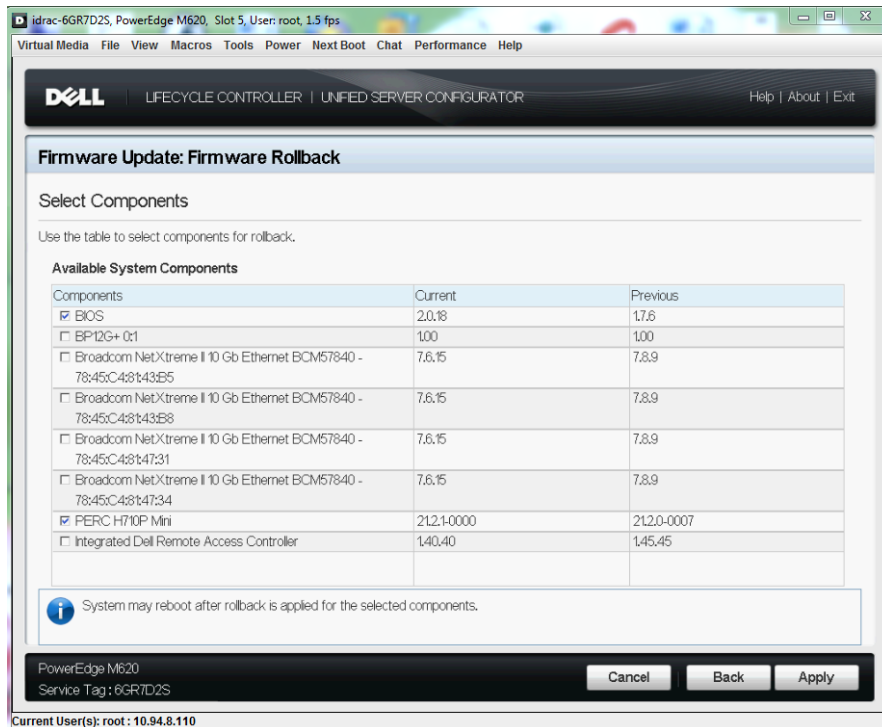 idrac-6GR7D2S, PowerEdge M620, Slot 5, User: root, 1.5 fps
Virtual Media File View Macros Tools Power Next Boot Chat Performance Help
DELL LIFECYCLE CONTROLLER | UNIFIED SERVER CONFIGURATOR Help | About | Exit
Firmware Update: Firmware Rollback
Select Components
Use the table to select components for rollback.
Available System Components
Components Current Previous
BIOS 2.0.18 1.7.6
BP12G+ 0:1 1.00 1.00
Broadcom NetXtreme II 10 Gb Ethernet BCM57840 - 7.6.15 7.8.9
78:45:C4:81:43:B5
Broadcom NetXtreme II 10 Gb Ethernet BCM57840 - 7.6.15 7.8.9
78:45:C4:81:43:B8
Broadcom NetXtreme II 10 Gb Ethernet BCM57840 - 7.6.15 7.8.9
78:45:C4:81:47:31
Broadcom NetXtreme II 10 Gb Ethernet BCM57840 - 7.6.15 7.8.9
78:45:C4:81:47:34
PERC H710P Mini 21.2.1-0000 21.2.0-0007
Integrated Dell Remote Access Controller 1.40.40 1.45.45
System may reboot after rollback is applied for the selected components.
PowerEdge M620
Service Tag : 6GR7D2S
Cancel Back Apply
Current User(s): root : 10.94.8.110